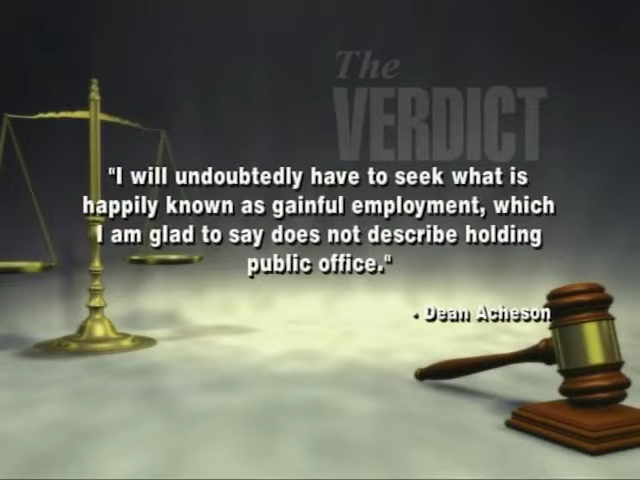 The
VERDICT
"I will undoubtedly have to seek what is
happily known as gainful employment, which
I am glad to say does not describe holding
public office."
- Dean Acheson